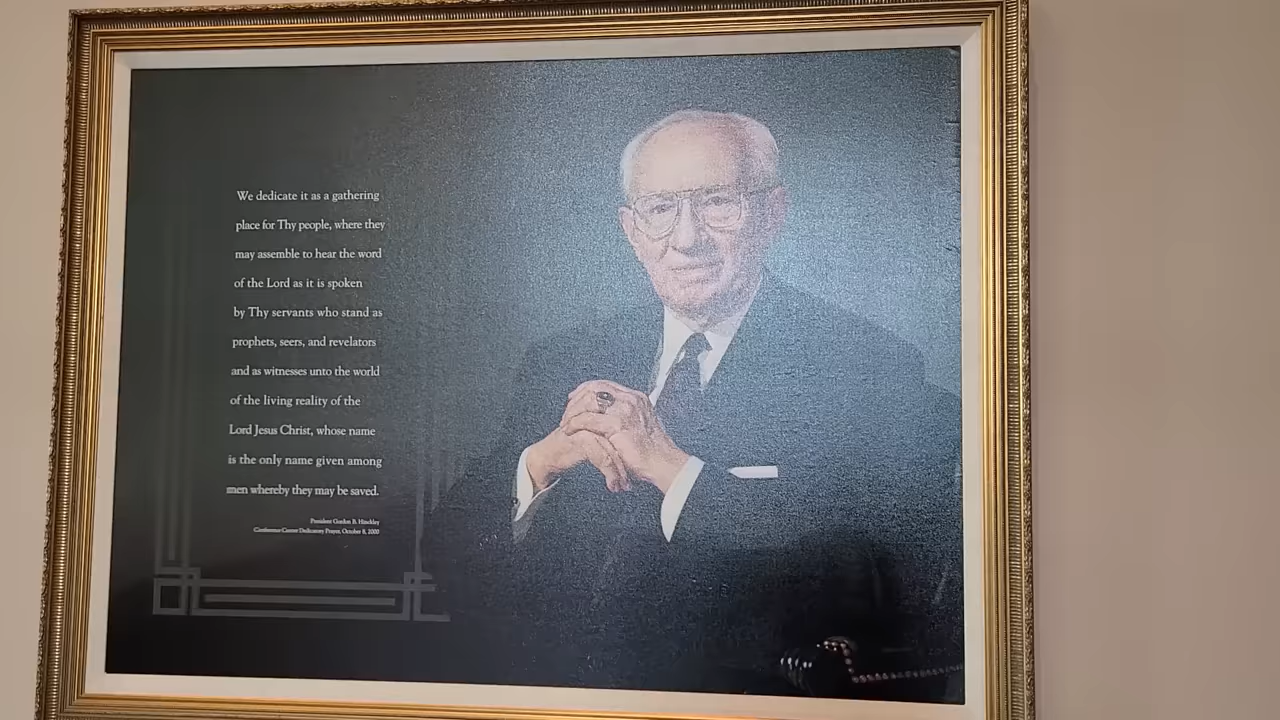 We dedicate it as a gathering
place for Thy people, where they
may assemble to hear the word
of the Lord as it is spoken
by Thy servants who stand as
prophets, seers, and revelators
and as witnesses unto the world
of the living reality of the
Lord Jesus Christ, whose name
is the only name given among
men whereby they may be saved.
President Gordon B. Hinckley
Conference Center Dedicatory Prayer, October 8, 2000